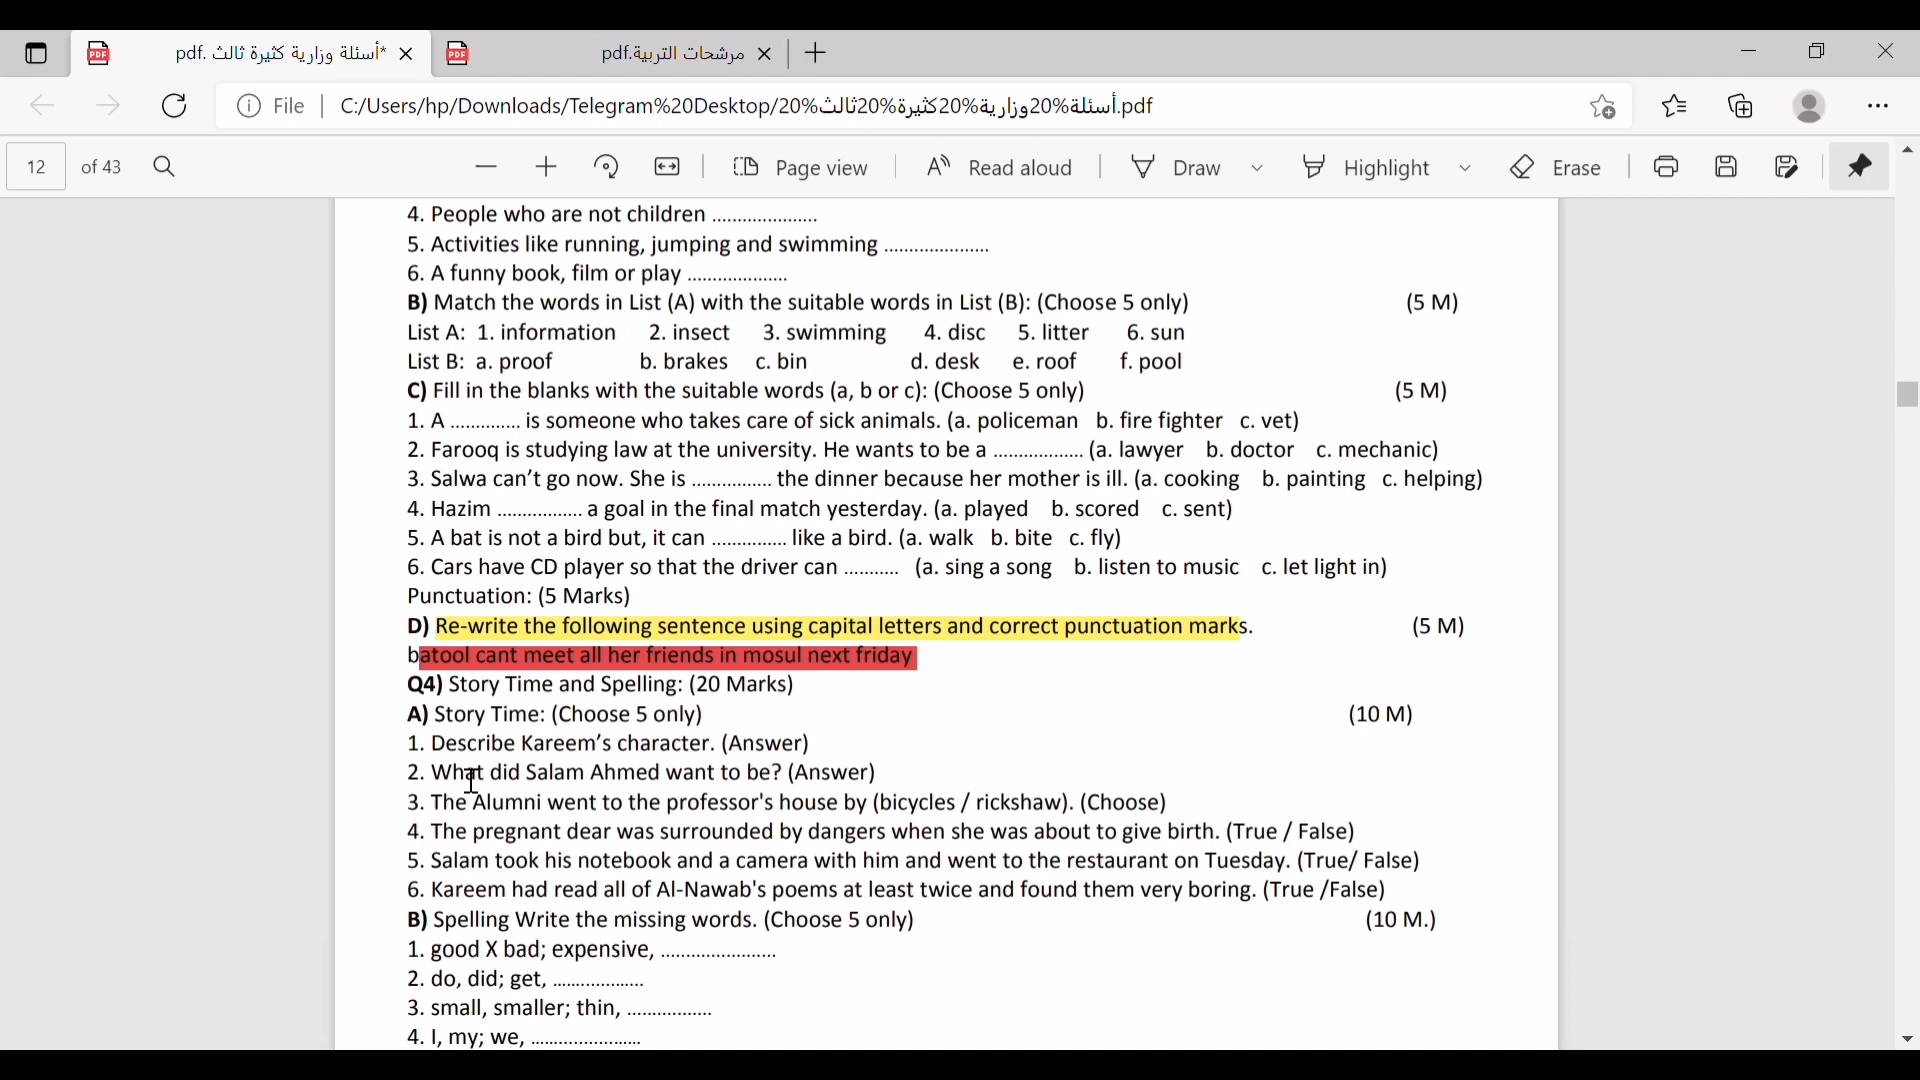 أسئلة وزارية كثيرة ثالث .pdf*
مرشحات التربية.pdf
File
C:/Users/hp/Downloads/Telegram%20Desktop/20%أسئلة%20وزارية%20كثيرة%20ثالث.pdf
12 of 43
Page view
Read aloud
Draw
Highlight
Erase
4. People who are not children .....................
5. Activities like running, jumping and swimming .....................
6. A funny book, film or play ....................
B) Match the words in List (A) with the suitable words in List (B): (Choose 5 only) (5 M)
List A: 1. information 2. insect 3. swimming 4. disc 5. litter 6. sun
List B: a. proof b. brakes c. bin d. desk e. roof f. pool
C) Fill in the blanks with the suitable words (a, b or c): (Choose 5 only) (5 M)
1. A .............. is someone who takes care of sick animals. (a. policeman b. fire fighter c. vet)
2. Farooq is studying law at the university. He wants to be a .................. (a. lawyer b. doctor c. mechanic)
3. Salwa can’t go now. She is ................ the dinner because her mother is ill. (a. cooking b. painting c. helping)
4. Hazim ................. a goal in the final match yesterday. (a. played b. scored c. sent)
5. A bat is not a bird but, it can ............... like a bird. (a. walk b. bite c. fly)
6. Cars have CD player so that the driver can ........... (a. sing a song b. listen to music c. let light in)
Punctuation: (5 Marks)
D) Re-write the following sentence using capital letters and correct punctuation marks. (5 M)
batool cant meet all her friends in mosul next friday
Q4) Story Time and Spelling: (20 Marks)
A) Story Time: (Choose 5 only) (10 M)
1. Describe Kareem’s character. (Answer)
2. What did Salam Ahmed want to be? (Answer)
3. The Alumni went to the professor's house by (bicycles / rickshaw). (Choose)
4. The pregnant dear was surrounded by dangers when she was about to give birth. (True / False)
5. Salam took his notebook and a camera with him and went to the restaurant on Tuesday. (True/ False)
6. Kareem had read all of Al-Nawab's poems at least twice and found them very boring. (True /False)
B) Spelling Write the missing words. (Choose 5 only) (10 M.)
1. good X bad; expensive, .......................
2. do, did; get, ..................
3. small, smaller; thin, .................
4. I, my; we, ......................